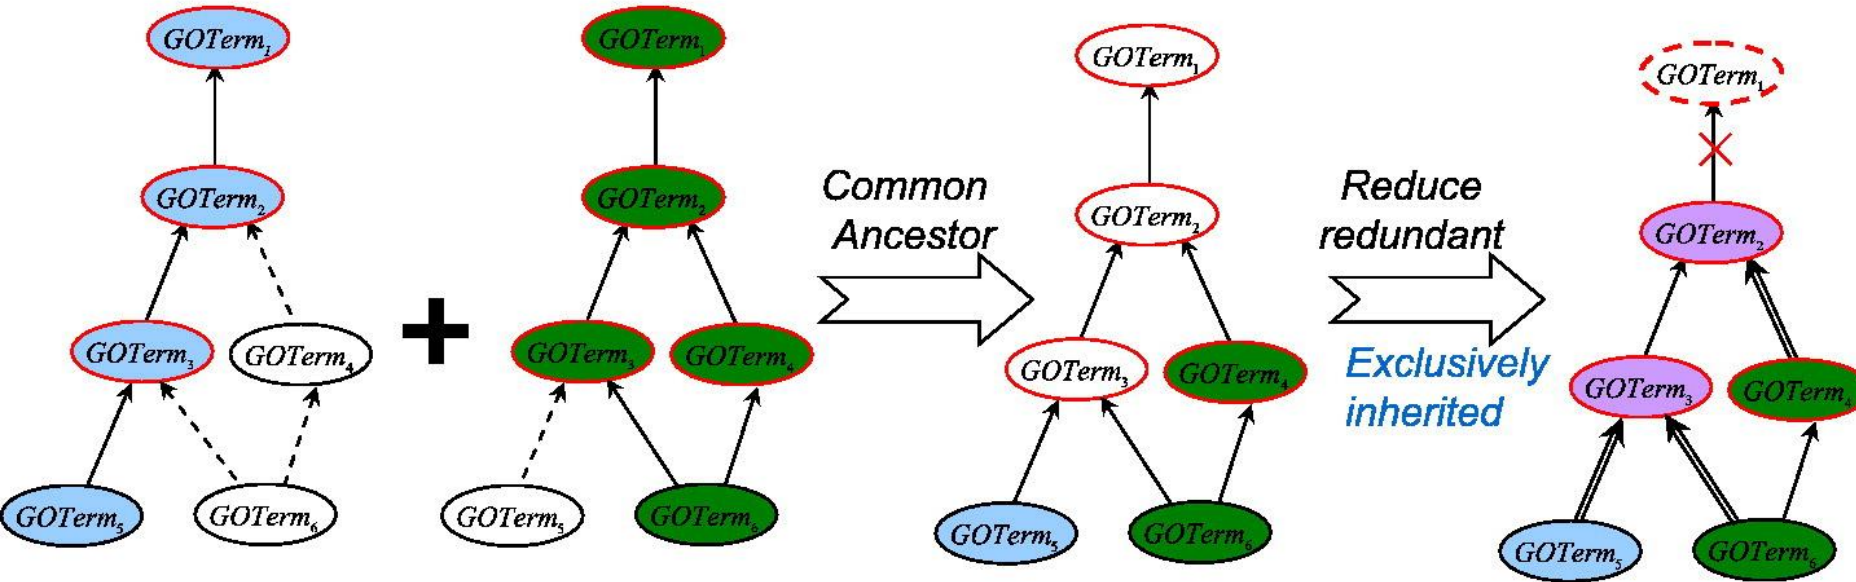 GOTerm₁
GOTerm₂
GOTerm₃ GOTerm₄
GOTerm₅ GOTerm₆
+
GOTerm₁
GOTerm₂
GOTerm₃ GOTerm₄
GOTerm₅ GOTerm₆
Common
Ancestor
GOTerm₁
GOTerm₂
GOTerm₃ GOTerm₄
GOTerm₅ GOTerm₆
Reduce
redundant
Exclusively
inherited
GOTerm₁
GOTerm₂
GOTerm₃ GOTerm₄
GOTerm₅ GOTerm₆